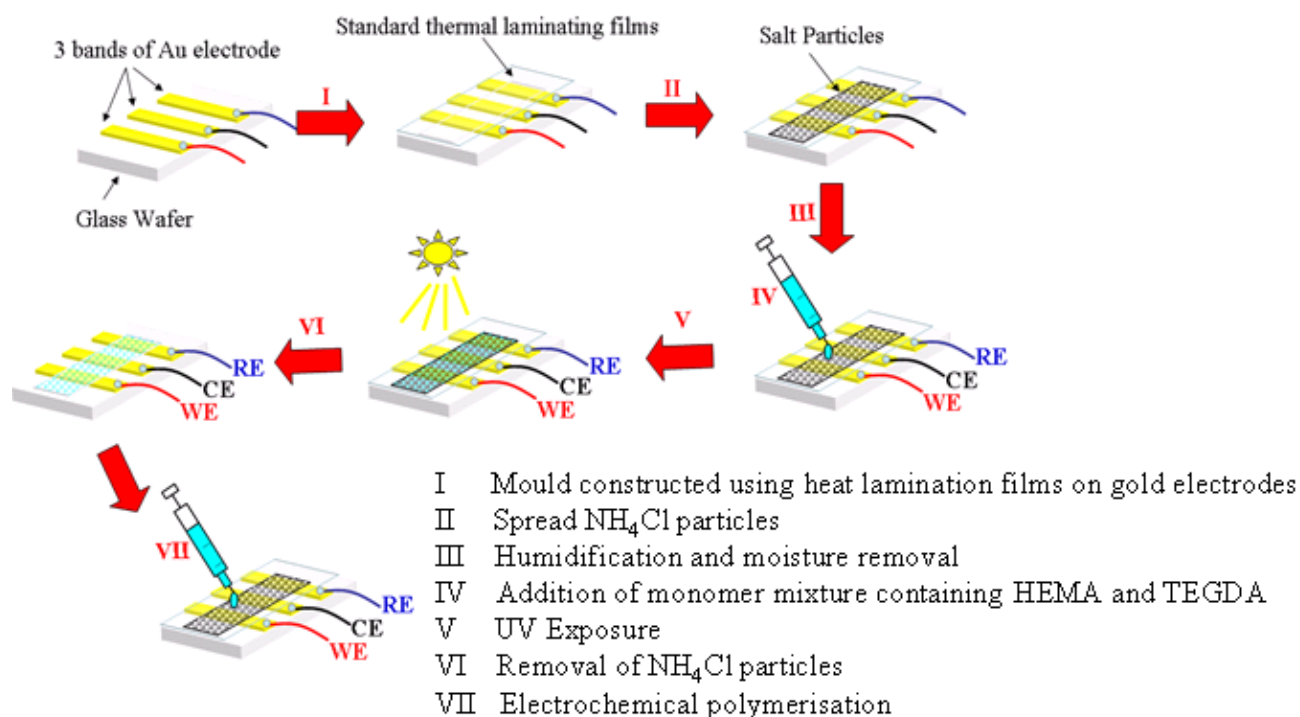 Standard thermal laminating films
Salt Particles
3 bands of Au electrode
I
II
Glass Wafer
III
IV
V
VI
RE
CE
WE
RE
CE
WE
RE
CE
WE
VII
RE
CE
WE
I Mould constructed using heat lamination films on gold electrodes
II Spread NH₄Cl particles
III Humidification and moisture removal
IV Addition of monomer mixture containing HEMA and TEGDA
V UV Exposure
VI Removal of NH₄Cl particles
VII Electrochemical polymerisation